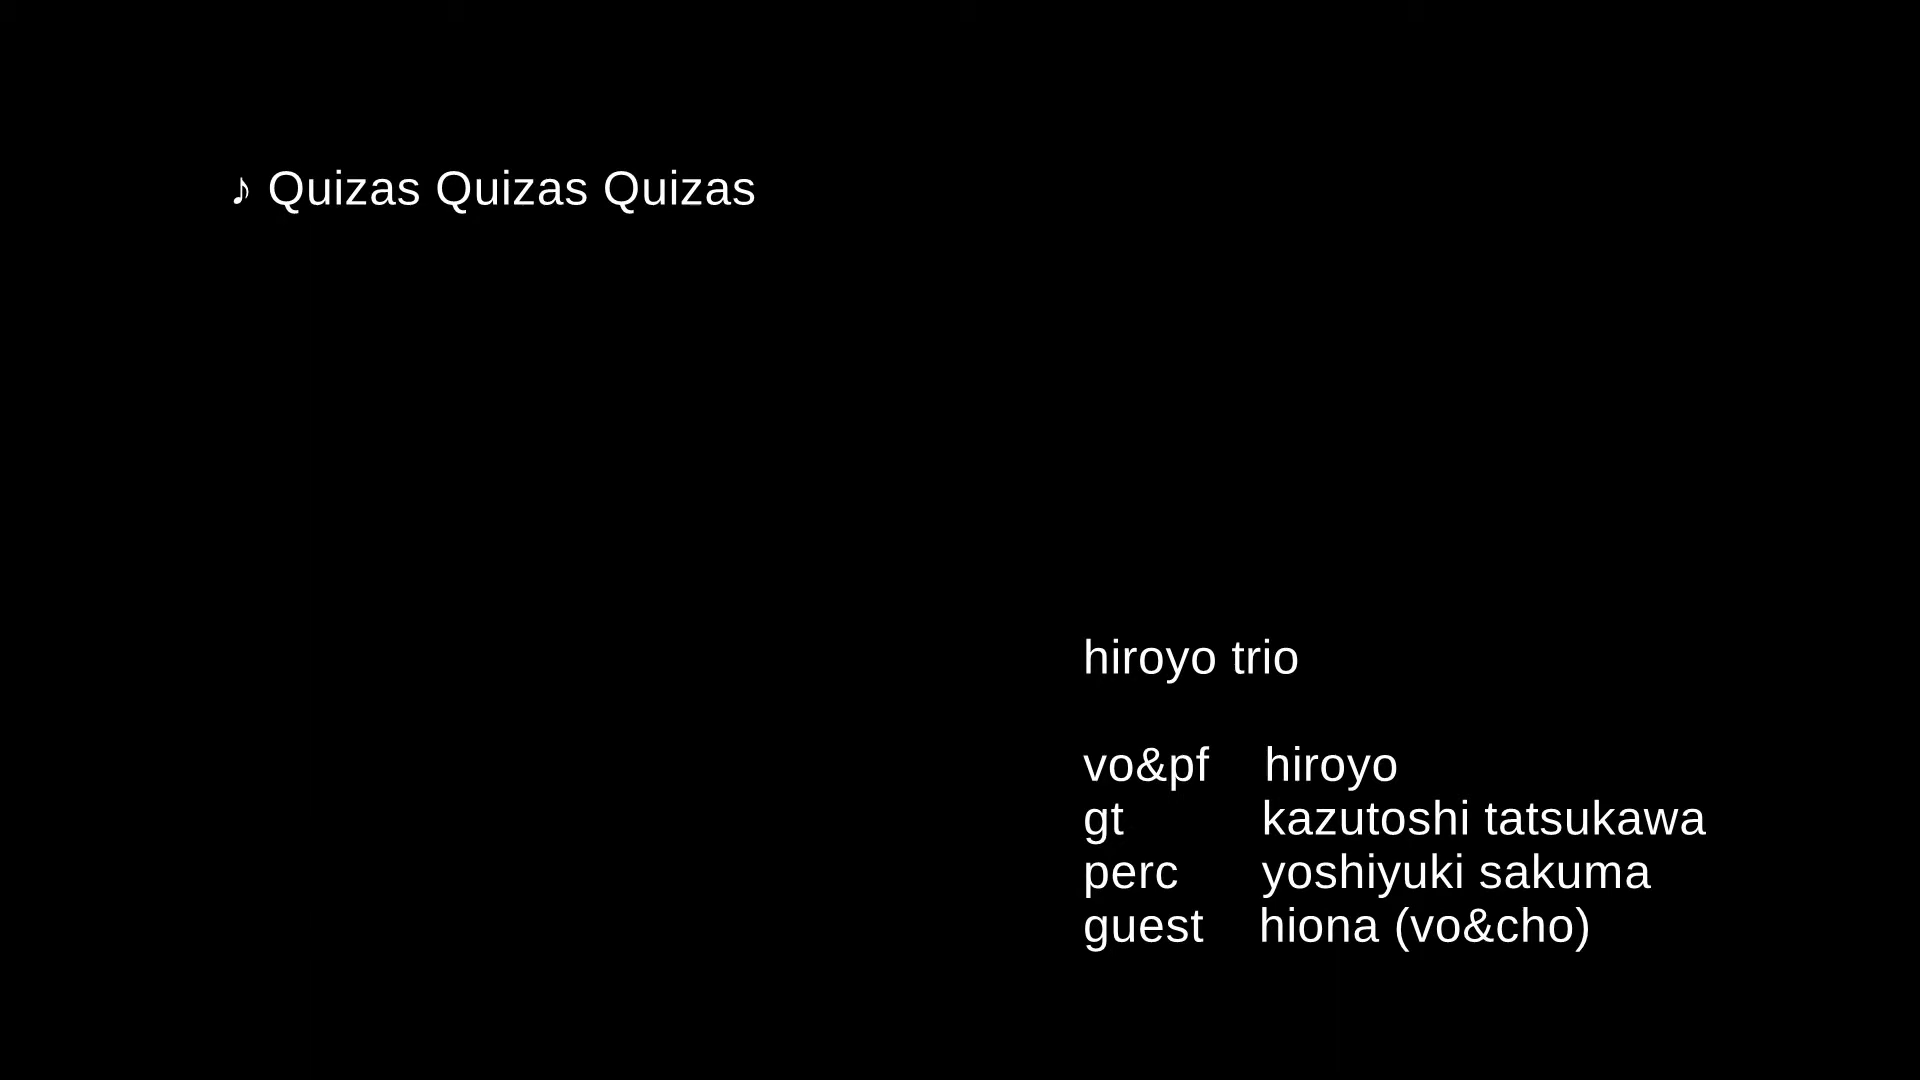 ♪ Quizas Quizas Quizas
hiroyo trio
vo&pf hiroyo
gt kazutoshi tatsukawa
perc yoshiyuki sakuma
guest hiona (vo&cho)